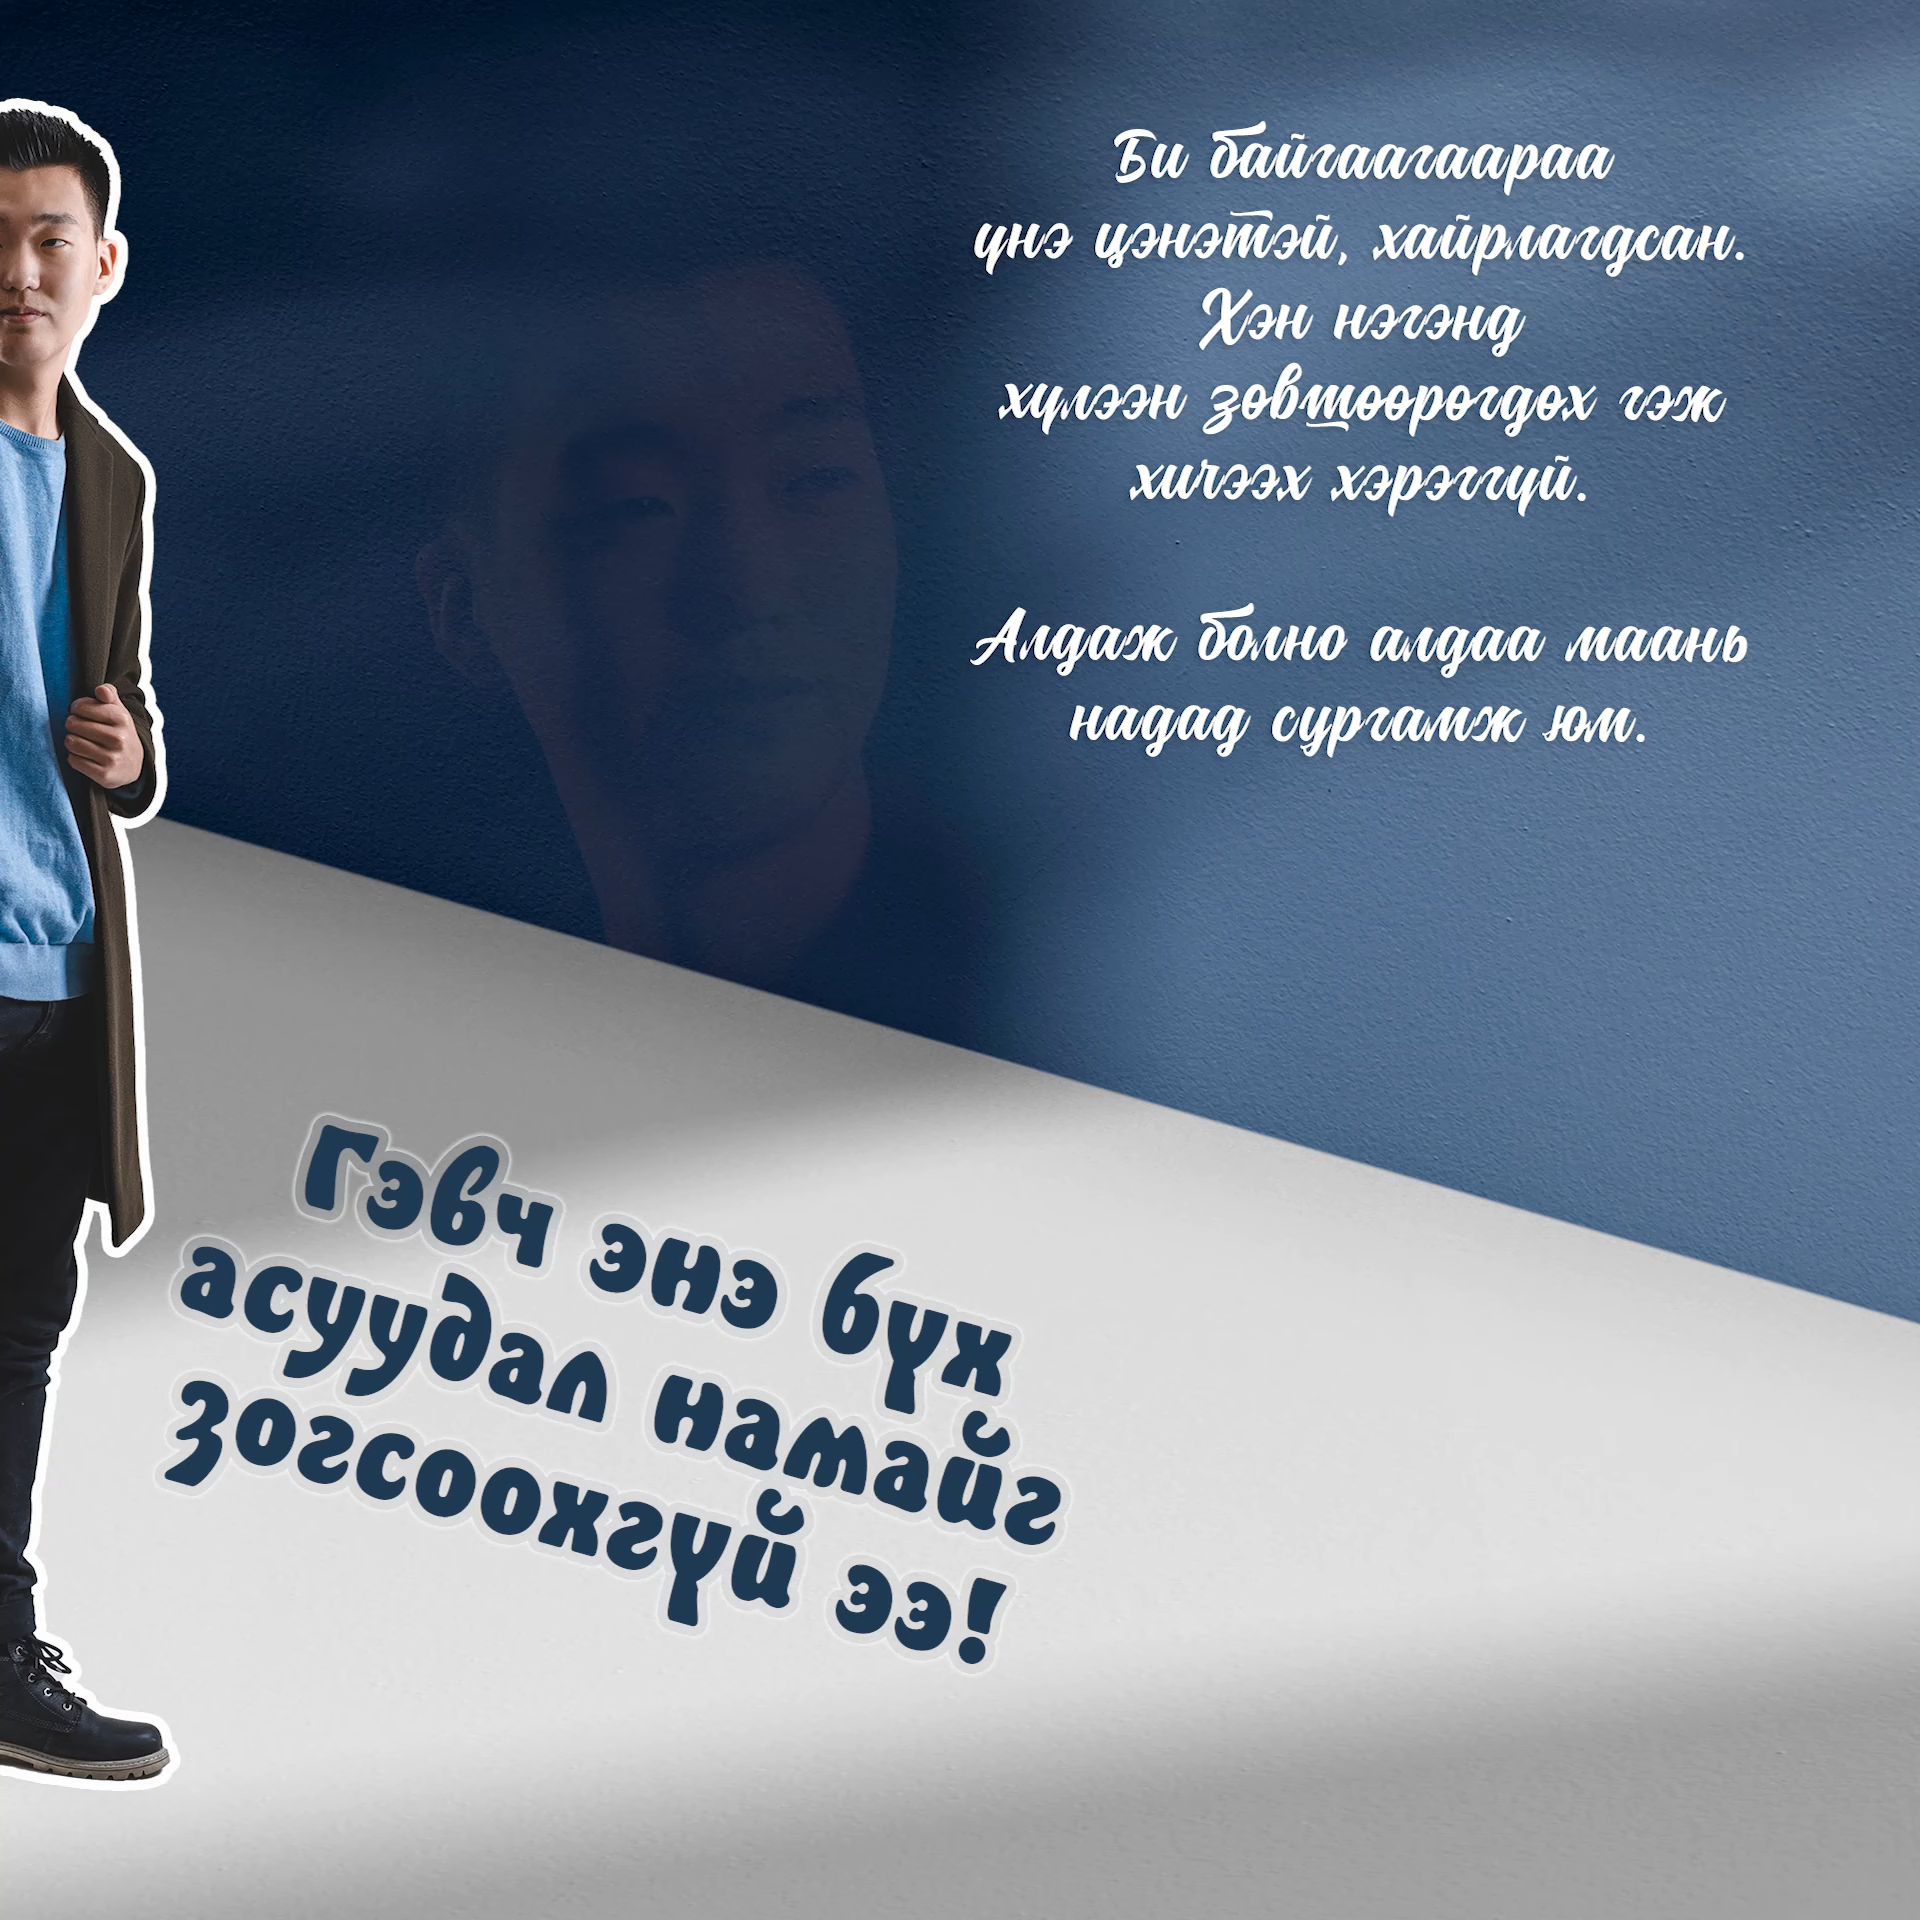 Би байгаагаараа
үнэ цэнэтэй, хайрлагдсан.
Хэн нэгэнд
хүлээн зөвтөөрөгдөх гэж
хичээх хэрэггүй.
Алдаж болно алдаа маань
надад сургамж юм.
Гэвч энэ бүх
асуудал намайг
зогсоохгүй ээ!